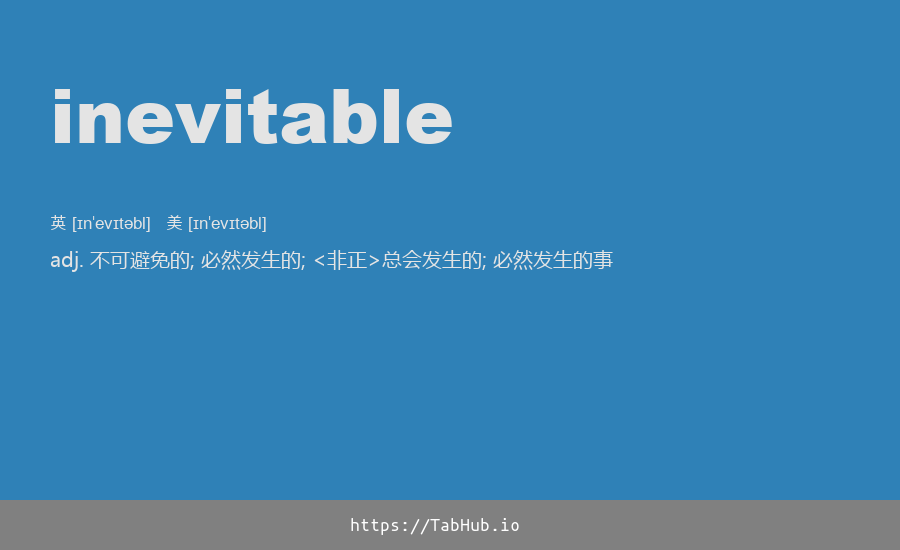 inevitable
英 [ɪnˈevɪtəbl] 美 [ɪnˈevɪtəbl]
adj. 不可避免的; 必然发生的; <非正>总会发生的; 必然发生的事
https://TabHub.io